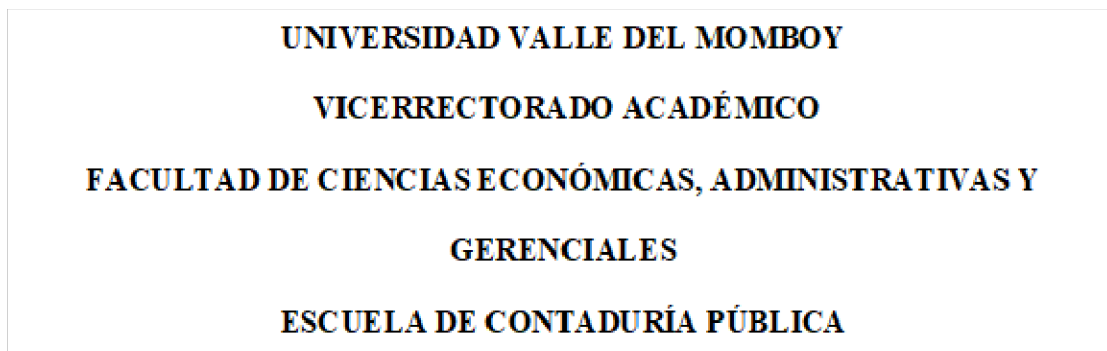 UNIVERSIDAD VALLE DEL MOMBOY
VICERRECTORADO ACADÉMICO
FACULTAD DE CIENCIAS ECONÓMICAS, ADMINISTRATIVAS Y
GERENCIALES
ESCUELA DE CONTADURÍA PÚBLICA